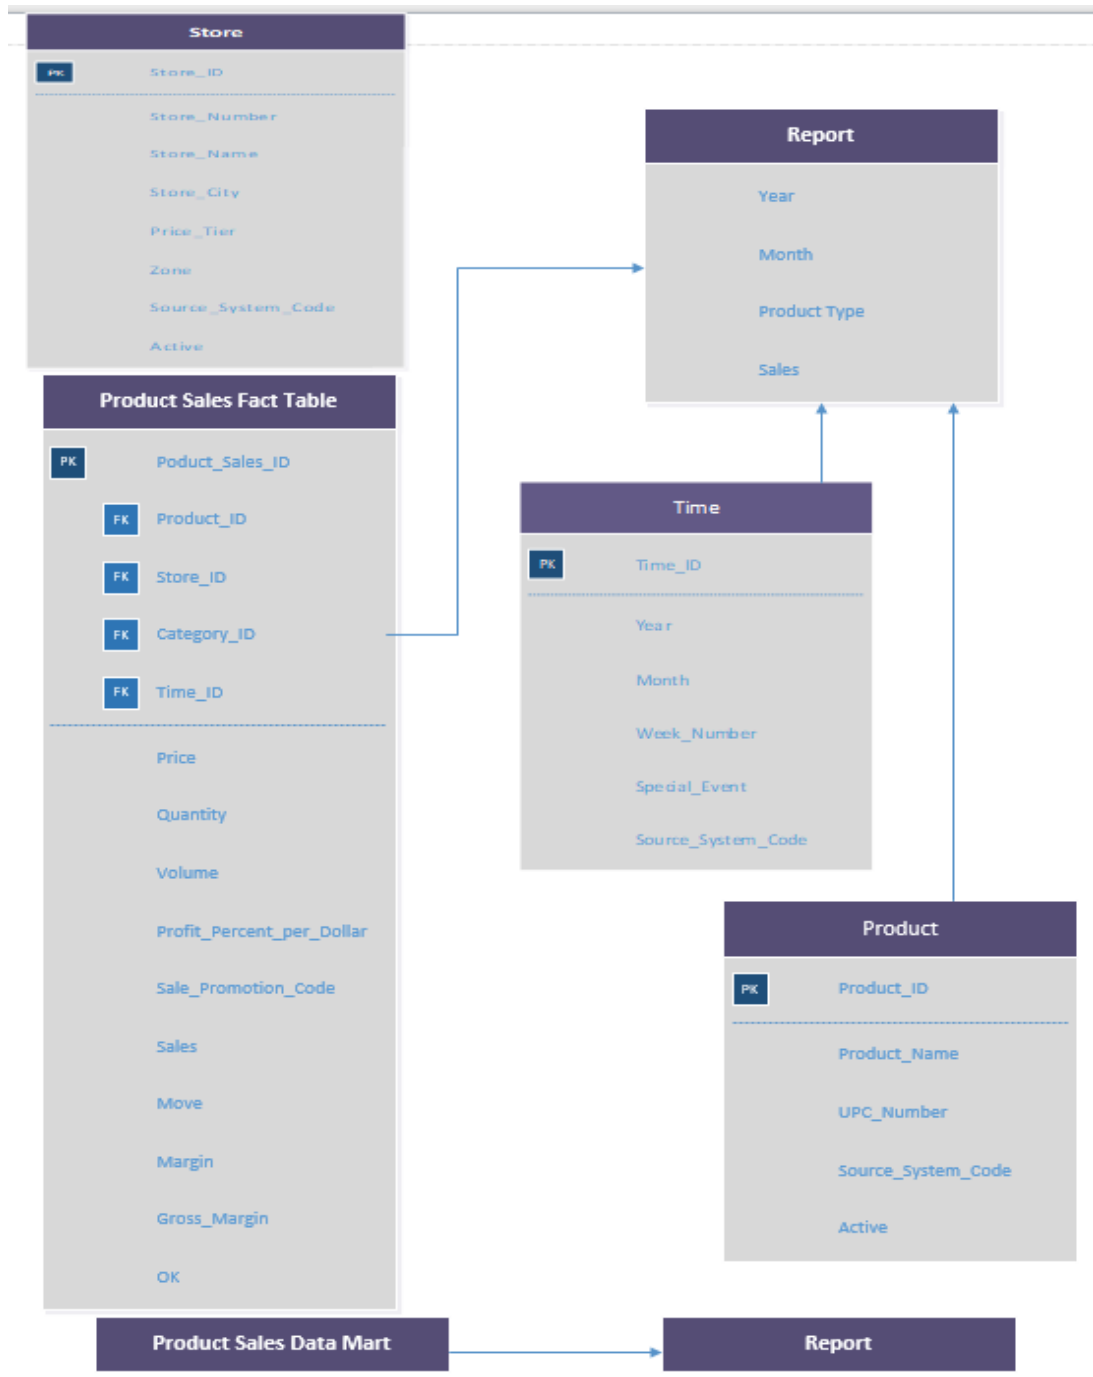 Store
PK
Store_ID
Store_Number
Store_Name
Store_City
Price_Tier
Zone
Source_System_Code
Active
Report
Year
Month
Product Type
Sales
Product Sales Fact Table
PK
Poduct_Sales_ID
FK
Product_ID
FK
Store_ID
FK
Category_ID
FK
Time_ID
Price
Quantity
Volume
Profit_Percent_per_Dollar
Sale_Promotion_Code
Sales
Move
Margin
Gross_Margin
OK
Time
PK
Time_ID
Year
Month
Week_Number
Special_Event
Source_System_Code
Product
PK
Product_ID
Product_Name
UPC_Number
Source_System_Code
Active
Product Sales Data Mart
Report